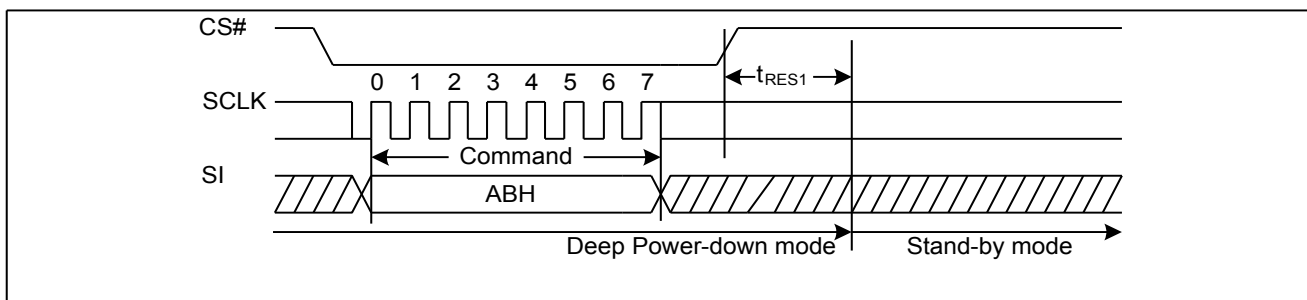 CS#
tRES1
0 1 2 3 4 5 6 7
SCLK
Command
SI
ABH
Deep Power-down mode Stand-by mode